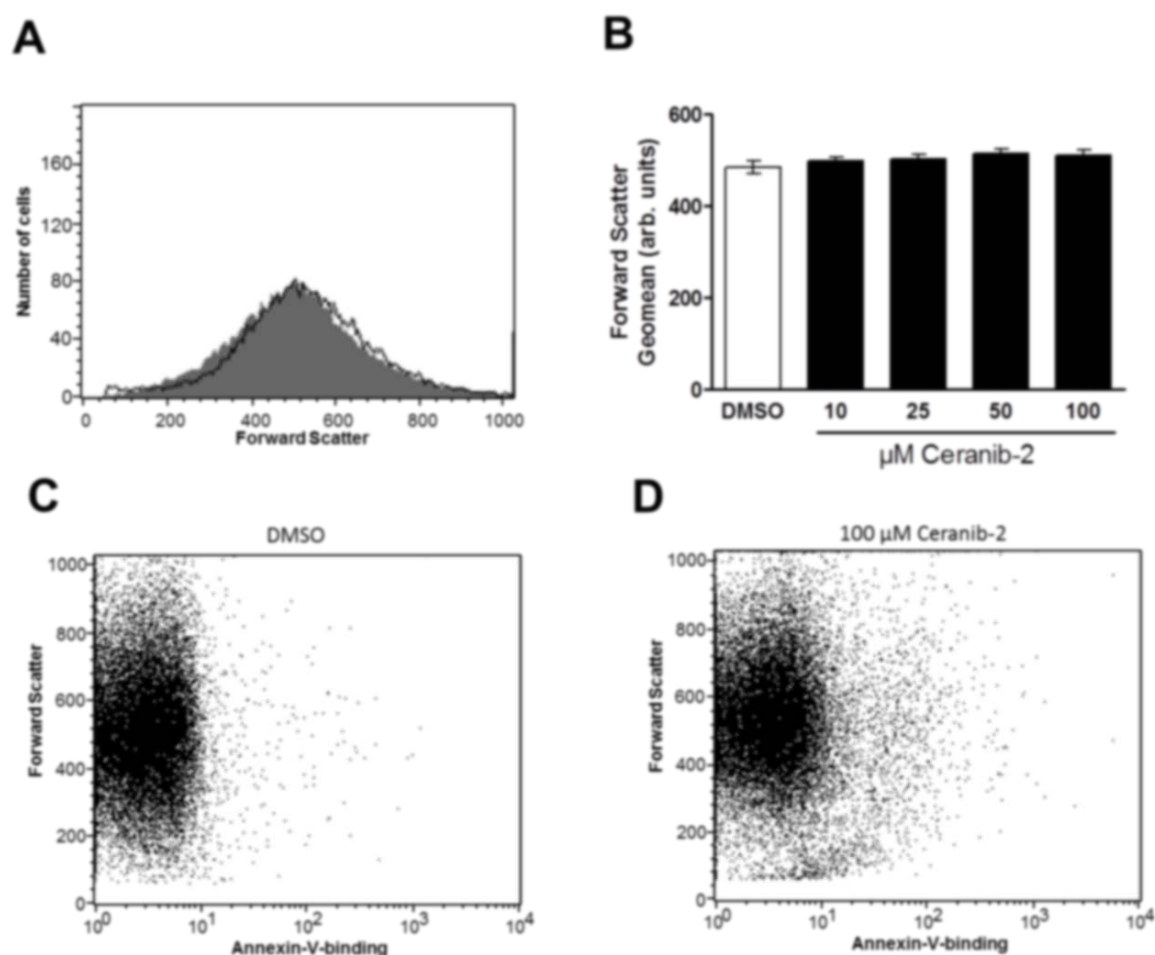 A
Number of cells
160
120
80
40
0
0 200 400 600 800 1000
Forward Scatter
B
Forward Scatter
Geomean (arb. units)
600
400
200
0
DMSO 10 25 50 100
µM Ceranib-2
C
DMSO
Forward Scatter
1000
800
600
400
200
0
10⁰ 10¹ 10² 10³ 10⁴
Annexin-V-binding
D
100 µM Ceranib-2
Forward Scatter
1000
800
600
400
200
0
10⁰ 10¹ 10² 10³ 10⁴
Annexin-V-binding